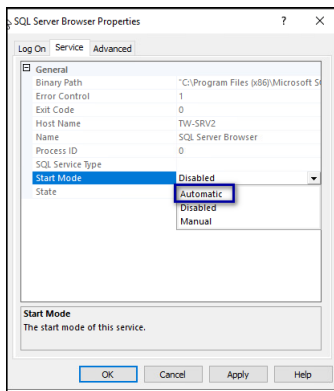 SQL Server Browser Properties ? ×
Log On Service Advanced
General
Binary Path "C:\Program Files (x86)\Microsoft
Error Control 1
Exit Code 0
Host Name TW-SRV2
Name SQL Server Browser
Process ID 0
SQL Service Type
Start Mode Disabled
State Automatic
Disabled
Manual
Start Mode
The start mode of this service.
OK Cancel Apply Help